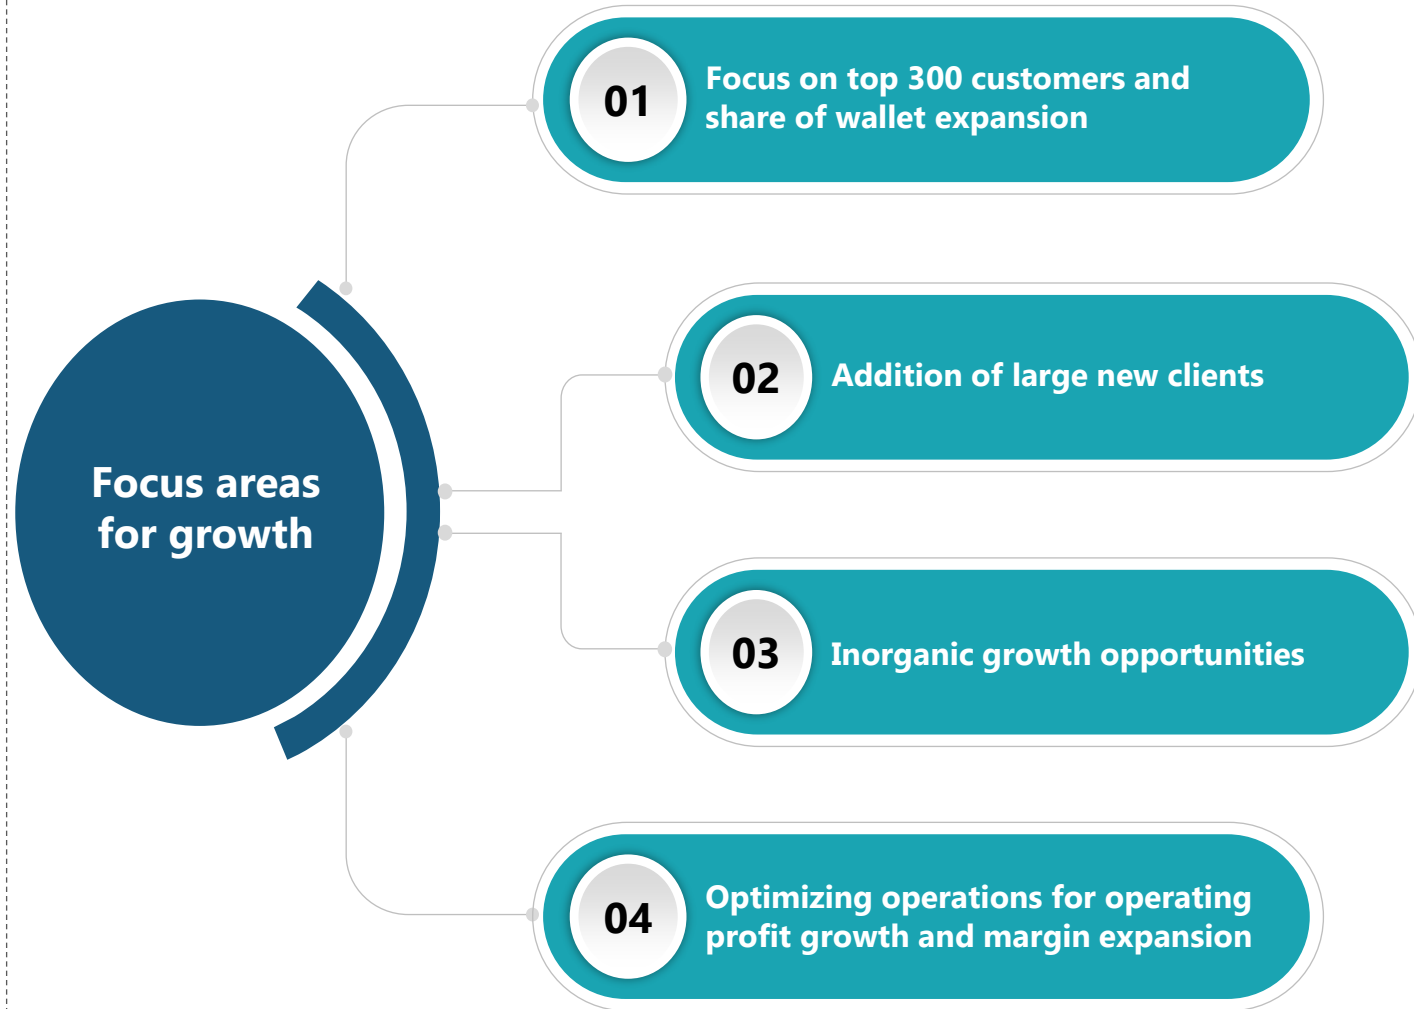 01
Focus on top 300 customers and
share of wallet expansion
02
Addition of large new clients
Focus areas
for growth
03
Inorganic growth opportunities
04
Optimizing operations for operating
profit growth and margin expansion